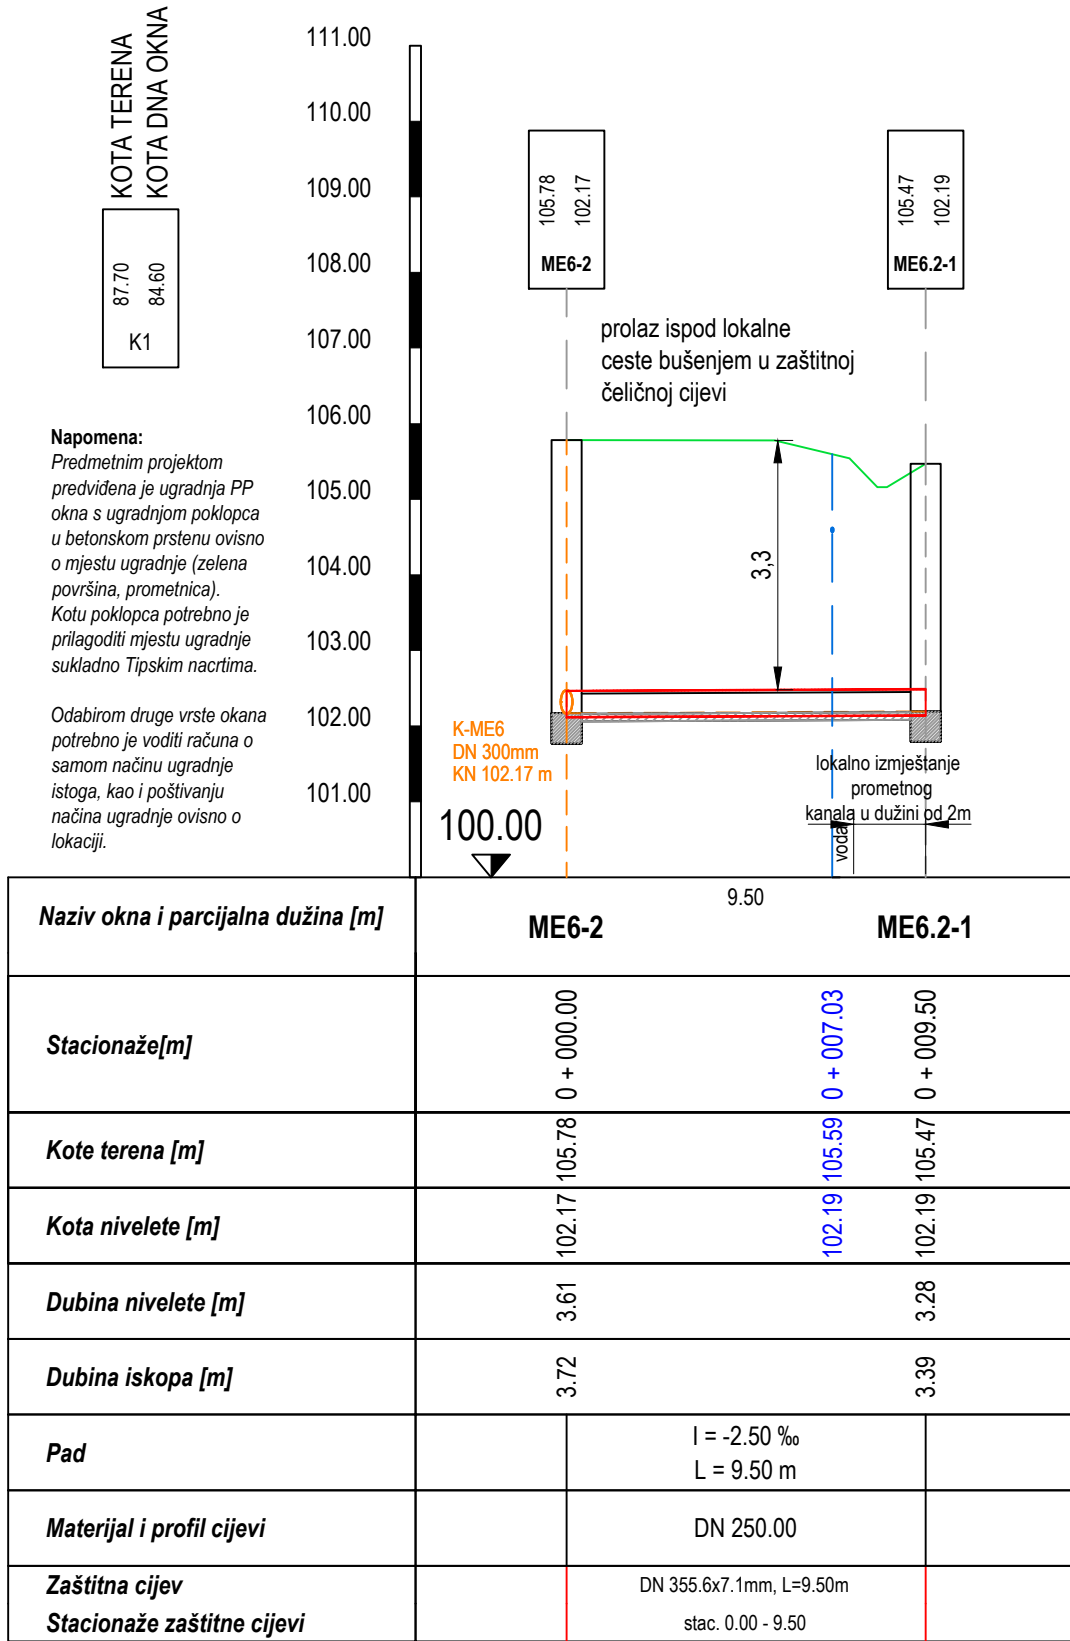 KOTA TERENA
KOTA DNA OKNA
87.70
84.60
K1
111.00
110.00
109.00
108.00
107.00
106.00
105.00
104.00
103.00
102.00
101.00
100.00
105.78
102.17
ME6-2
105.47
102.19
ME6.2-1
prolaz ispod lokalne
ceste bušenjem u zaštitnoj
čeličnoj cijevi
Napomena:
Predmetnim projektom
predviđena je ugradnja PP
okna s ugradnjom poklopca
u betonskom prstenu ovisno
o mjestu ugradnje (zelena
površina, prometnica).
Kotu poklopca potrebno je
prilagoditi mjestu ugradnje
sukladno Tipskim nacrtima.
Odabirom druge vrste okana
potrebno je voditi računa o
samom načinu ugradnje
istoga, kao i poštivanju
načina ugradnje ovisno o
lokaciji.
3,3
K-ME6
DN 300mm
KN 102.17 m
lokalno izmještanje
prometnog
kanala u dužini od 2m
voda
Naziv okna i parcijalna dužina [m]
9.50
ME6-2
ME6.2-1
Stacionaže[m]
0 + 000.00
0 + 007.03
0 + 009.50
Kote terena [m]
105.78
105.59
105.47
Kota nivelete [m]
102.17
102.19
102.19
Dubina nivelete [m]
3.61
3.28
Dubina iskopa [m]
3.72
3.39
Pad
I = -2.50 ‰
L = 9.50 m
Materijal i profil cijevi
DN 250.00
Zaštitna cijev
DN 355.6x7.1mm, L=9.50m
Stacionaže zaštitne cijevi
stac. 0.00 - 9.50